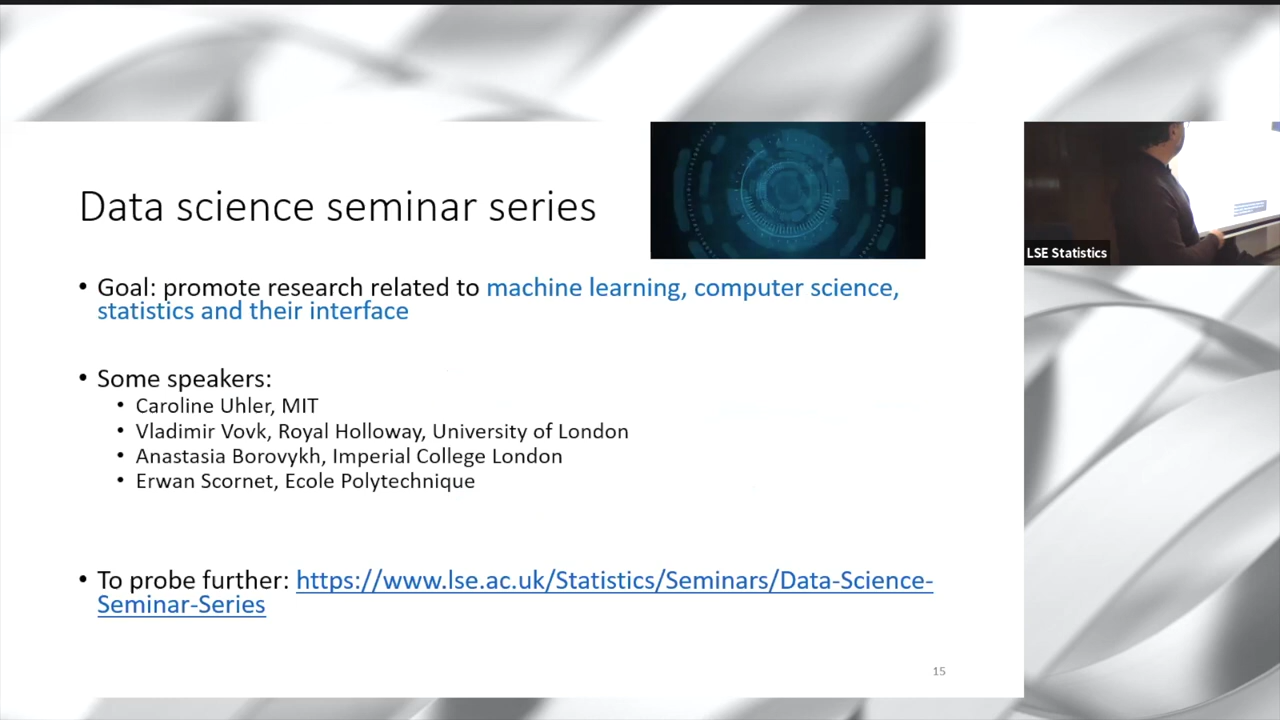 Data science seminar series
LSE Statistics
• Goal: promote research related to machine learning, computer science,
statistics and their interface
• Some speakers:
• Caroline Uhler, MIT
• Vladimir Vovk, Royal Holloway, University of London
• Anastasia Borovykh, Imperial College London
• Erwan Scornet, Ecole Polytechnique
• To probe further: https://www.lse.ac.uk/Statistics/Seminars/Data-Science-
Seminar-Series
15